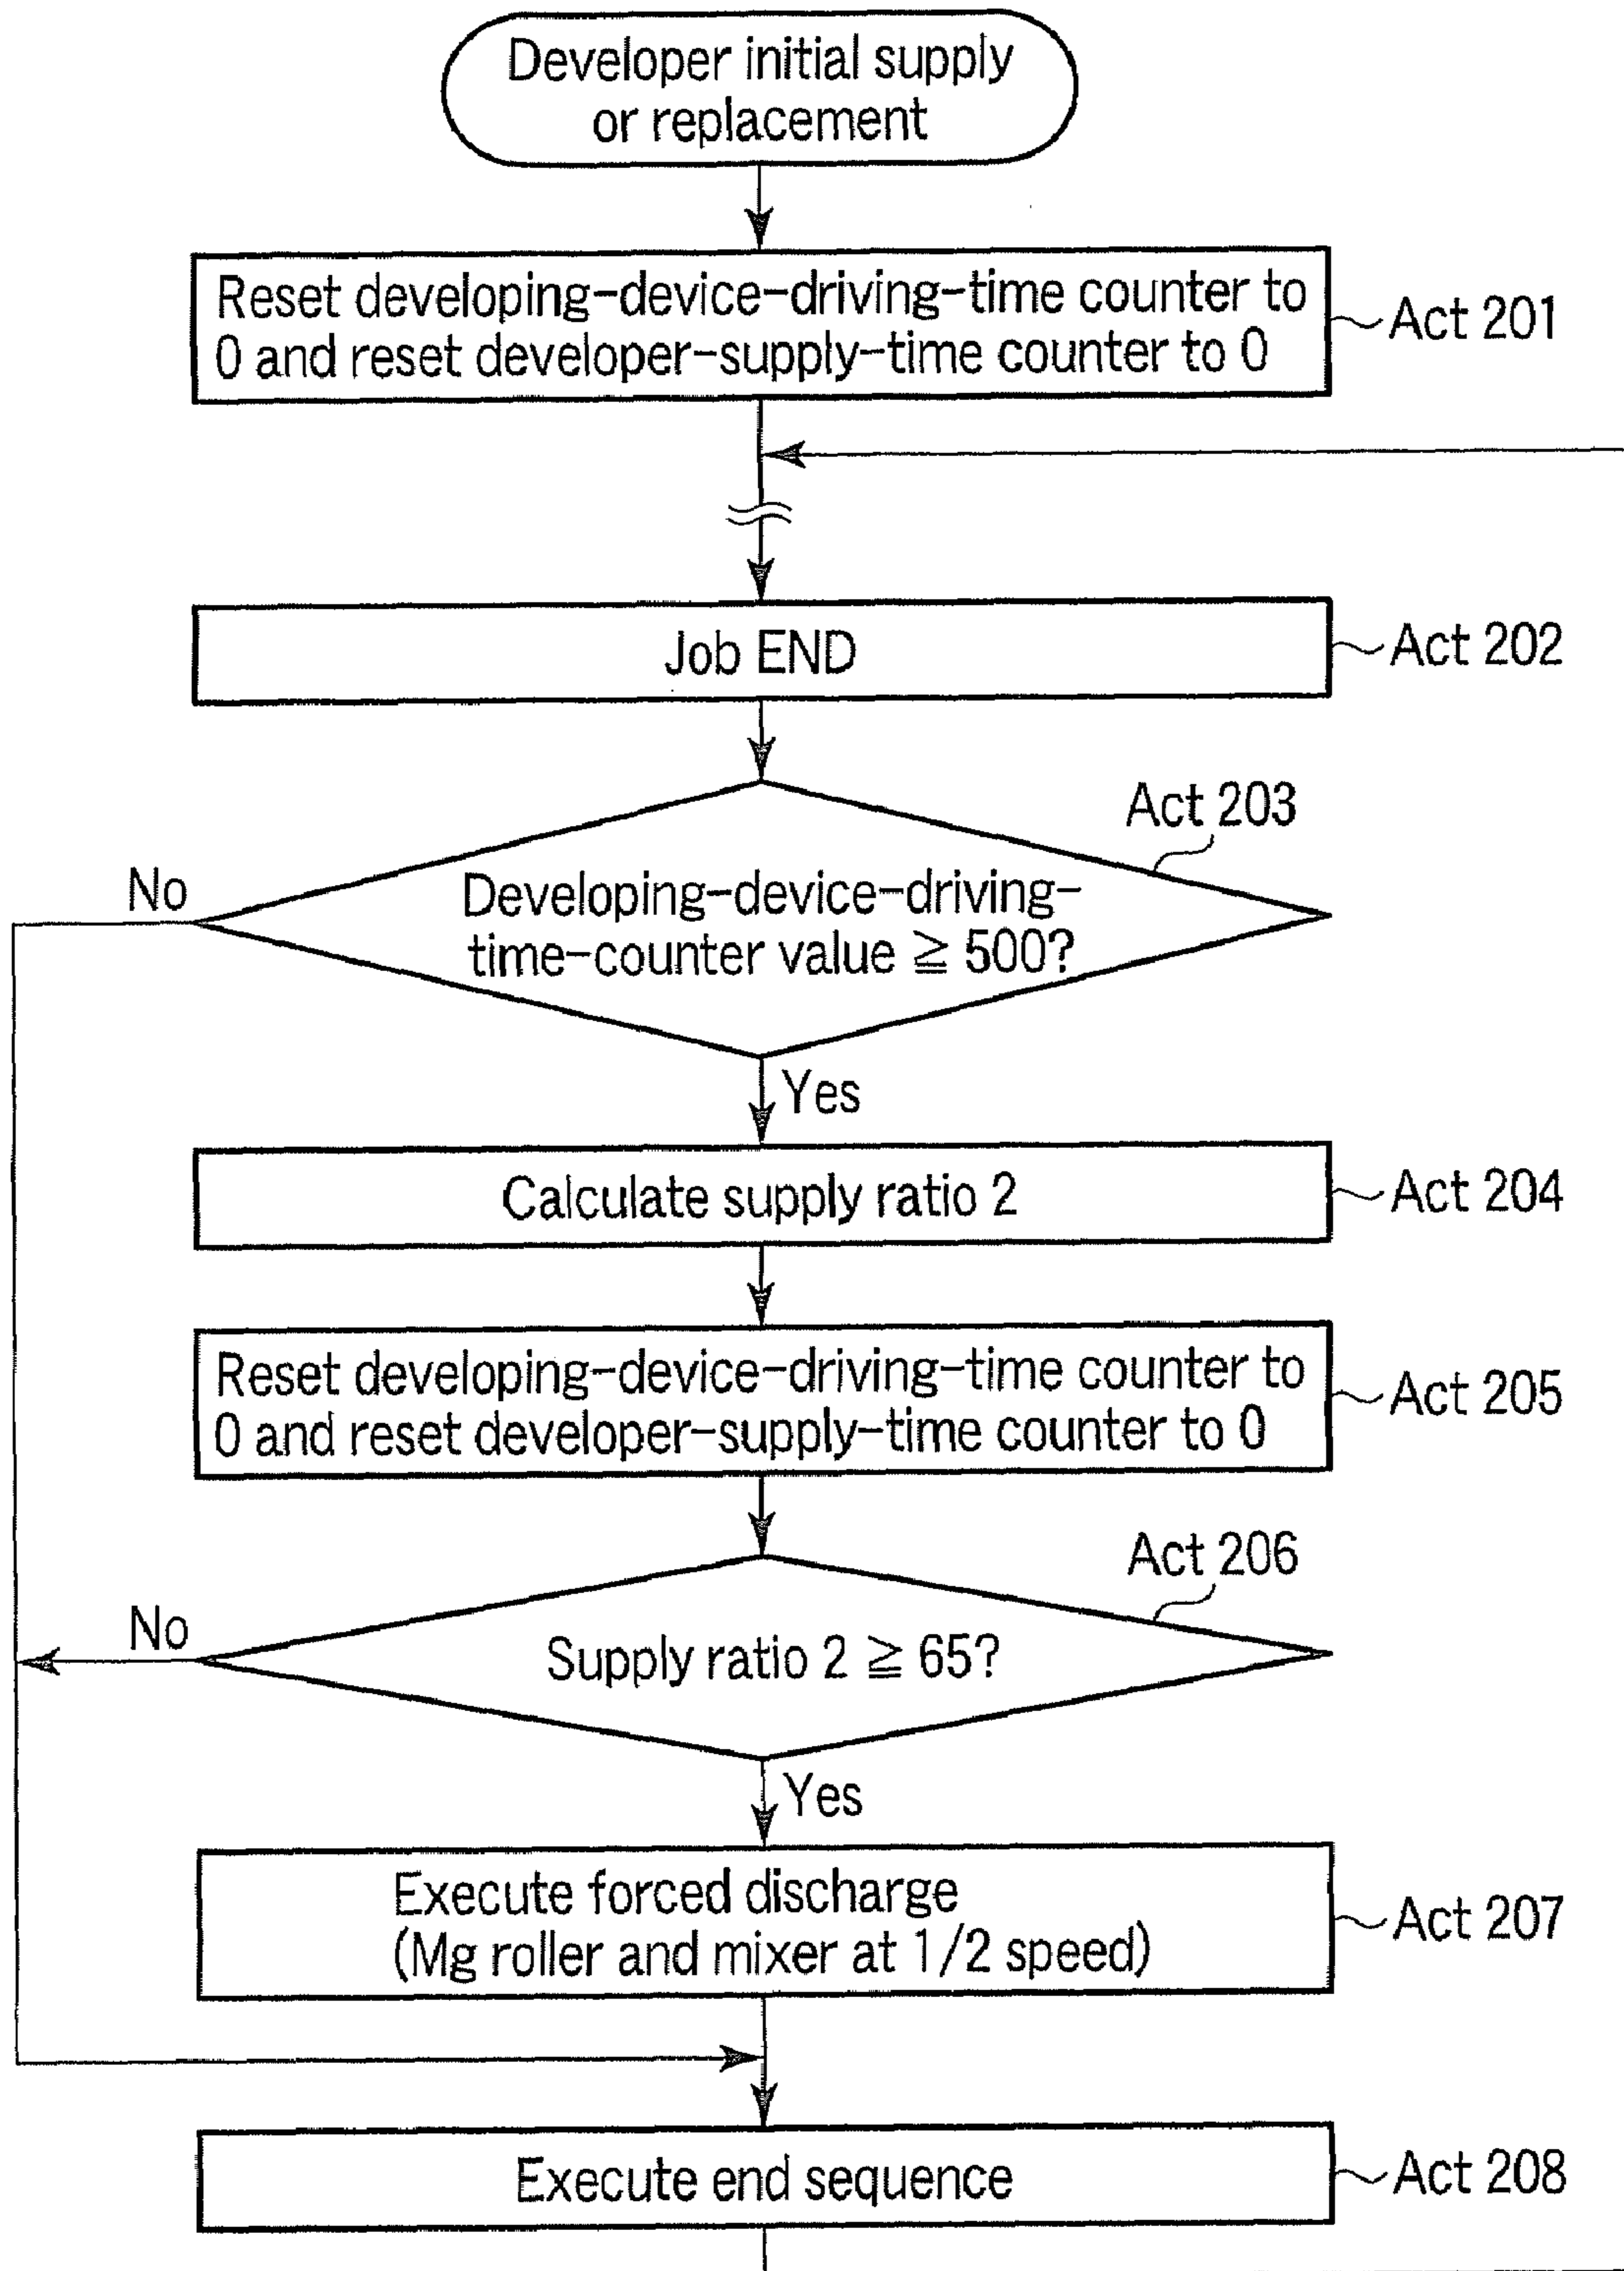 Developer initial supply
or replacement
Reset developing-device-driving-time counter to
0 and reset developer-supply-time counter to 0
Act 201
Job END
Act 202
Act 203
No
Developing-device-driving-
time-counter value ≧ 500?
Yes
Calculate supply ratio 2
Act 204
Reset developing-device-driving-time counter to
0 and reset developer-supply-time counter to 0
Act 205
Act 206
No
Supply ratio 2 ≧ 65?
Yes
Execute forced discharge
(Mg roller and mixer at 1/2 speed)
Act 207
Execute end sequence
Act 208